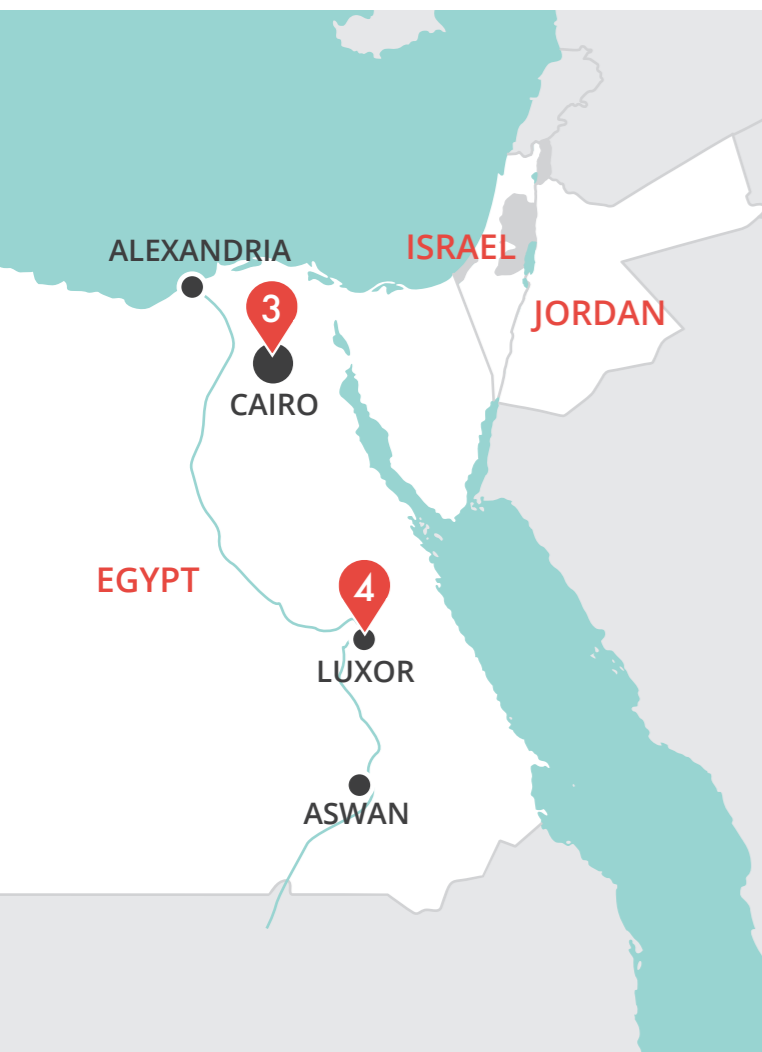 ALEXANDRIA
ISRAEL
3
JORDAN
CAIRO
EGYPT
4
LUXOR
ASWAN